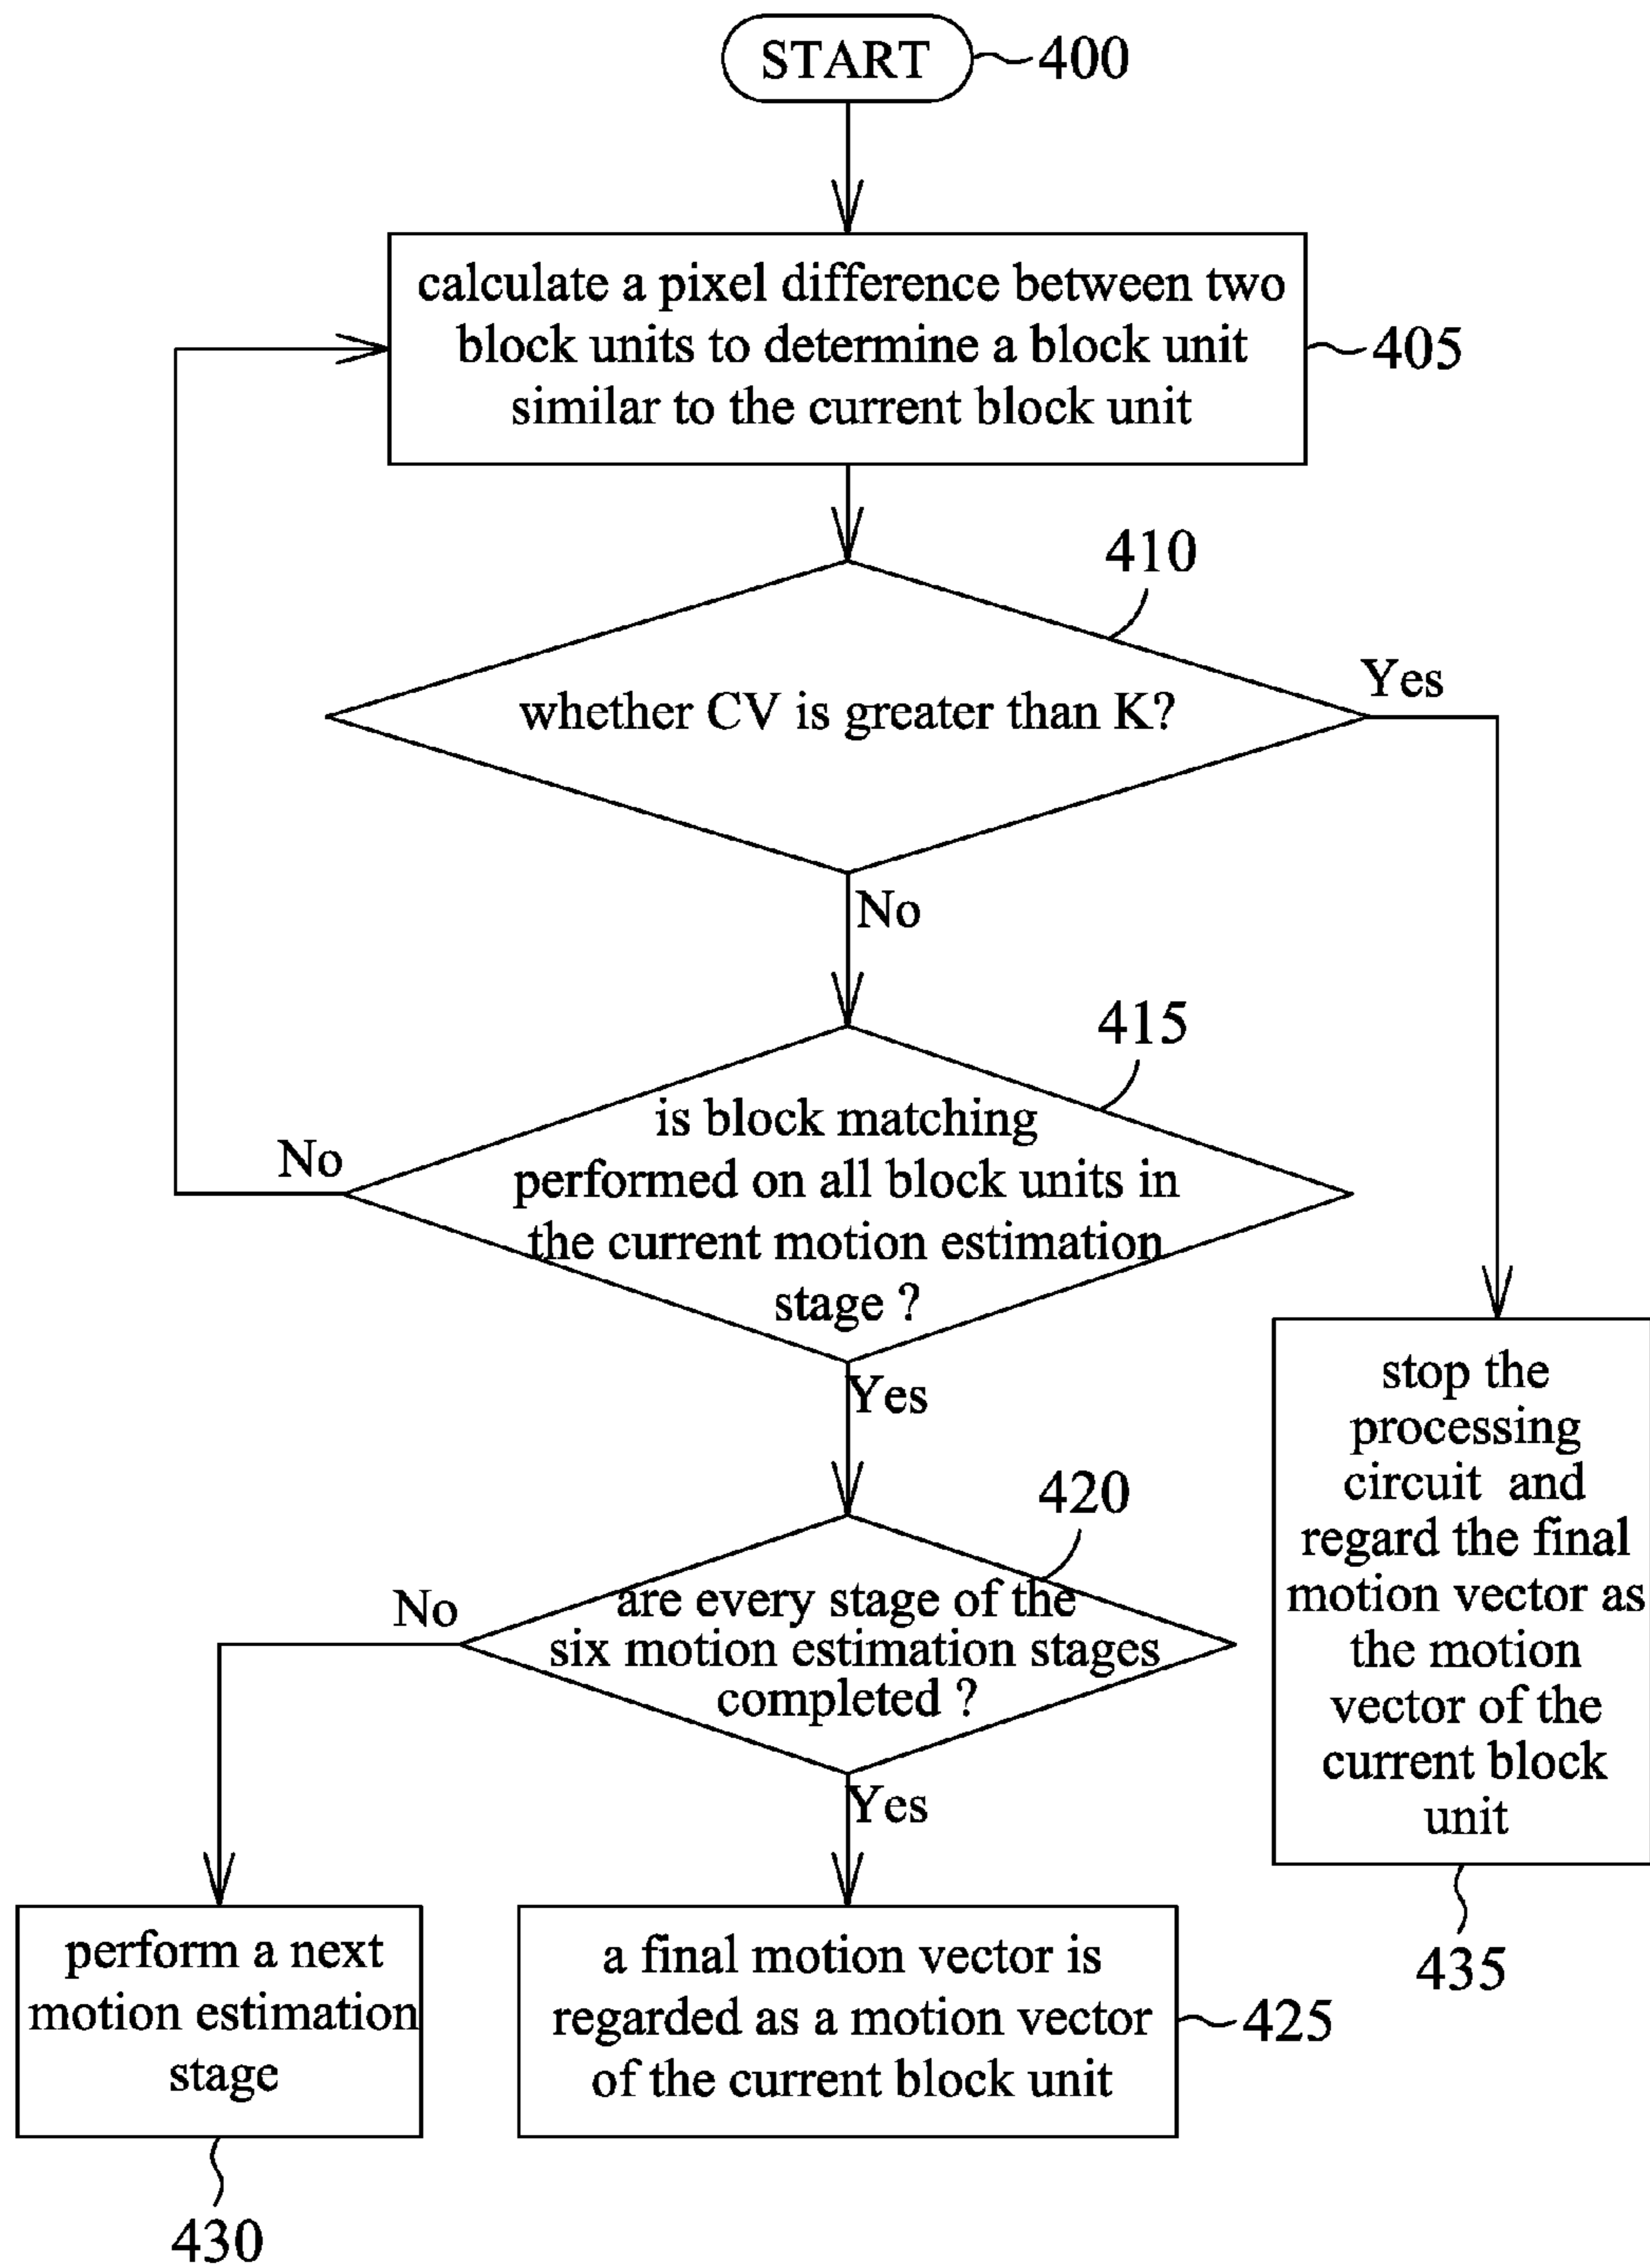 START
400
calculate a pixel difference between two
block units to determine a block unit
similar to the current block unit
405
410
whether CV is greater than K?
Yes
No
415
is block matching
performed on all block units in
the current motion estimation
stage ?
No
Yes
420
are every stage of the
six motion estimation stages
completed ?
No
Yes
stop the
processing
circuit and
regard the final
motion vector as
the motion
vector of the
current block
unit
435
perform a next
motion estimation
stage
430
a final motion vector is
regarded as a motion vector
of the current block unit
425